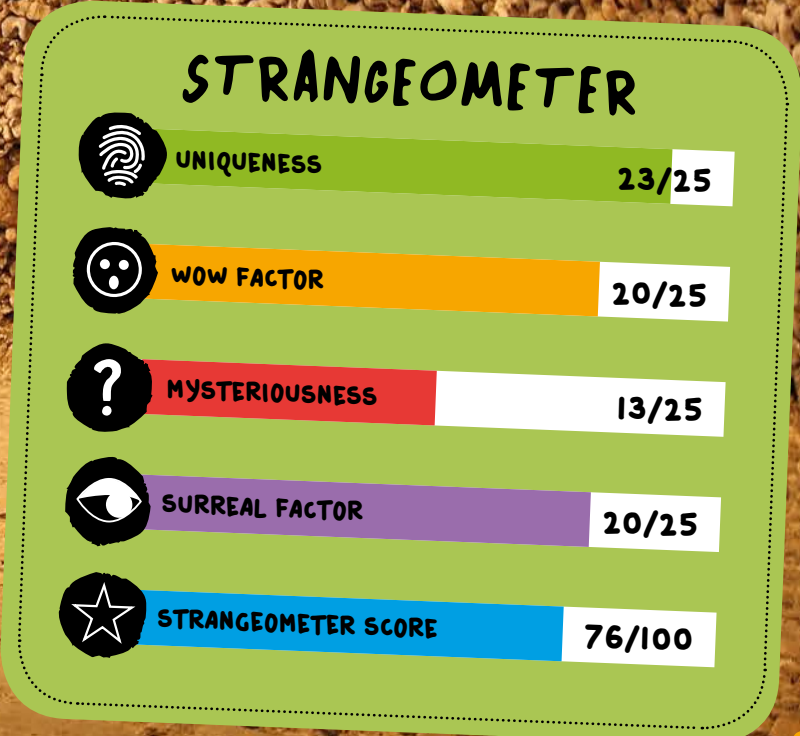 STRANGEOMETER
UNIQUENESS 23/25
WOW FACTOR 20/25
?
MYSTERIOUSNESS 13/25
SURREAL FACTOR 20/25
STRANGEOMETER SCORE 76/100